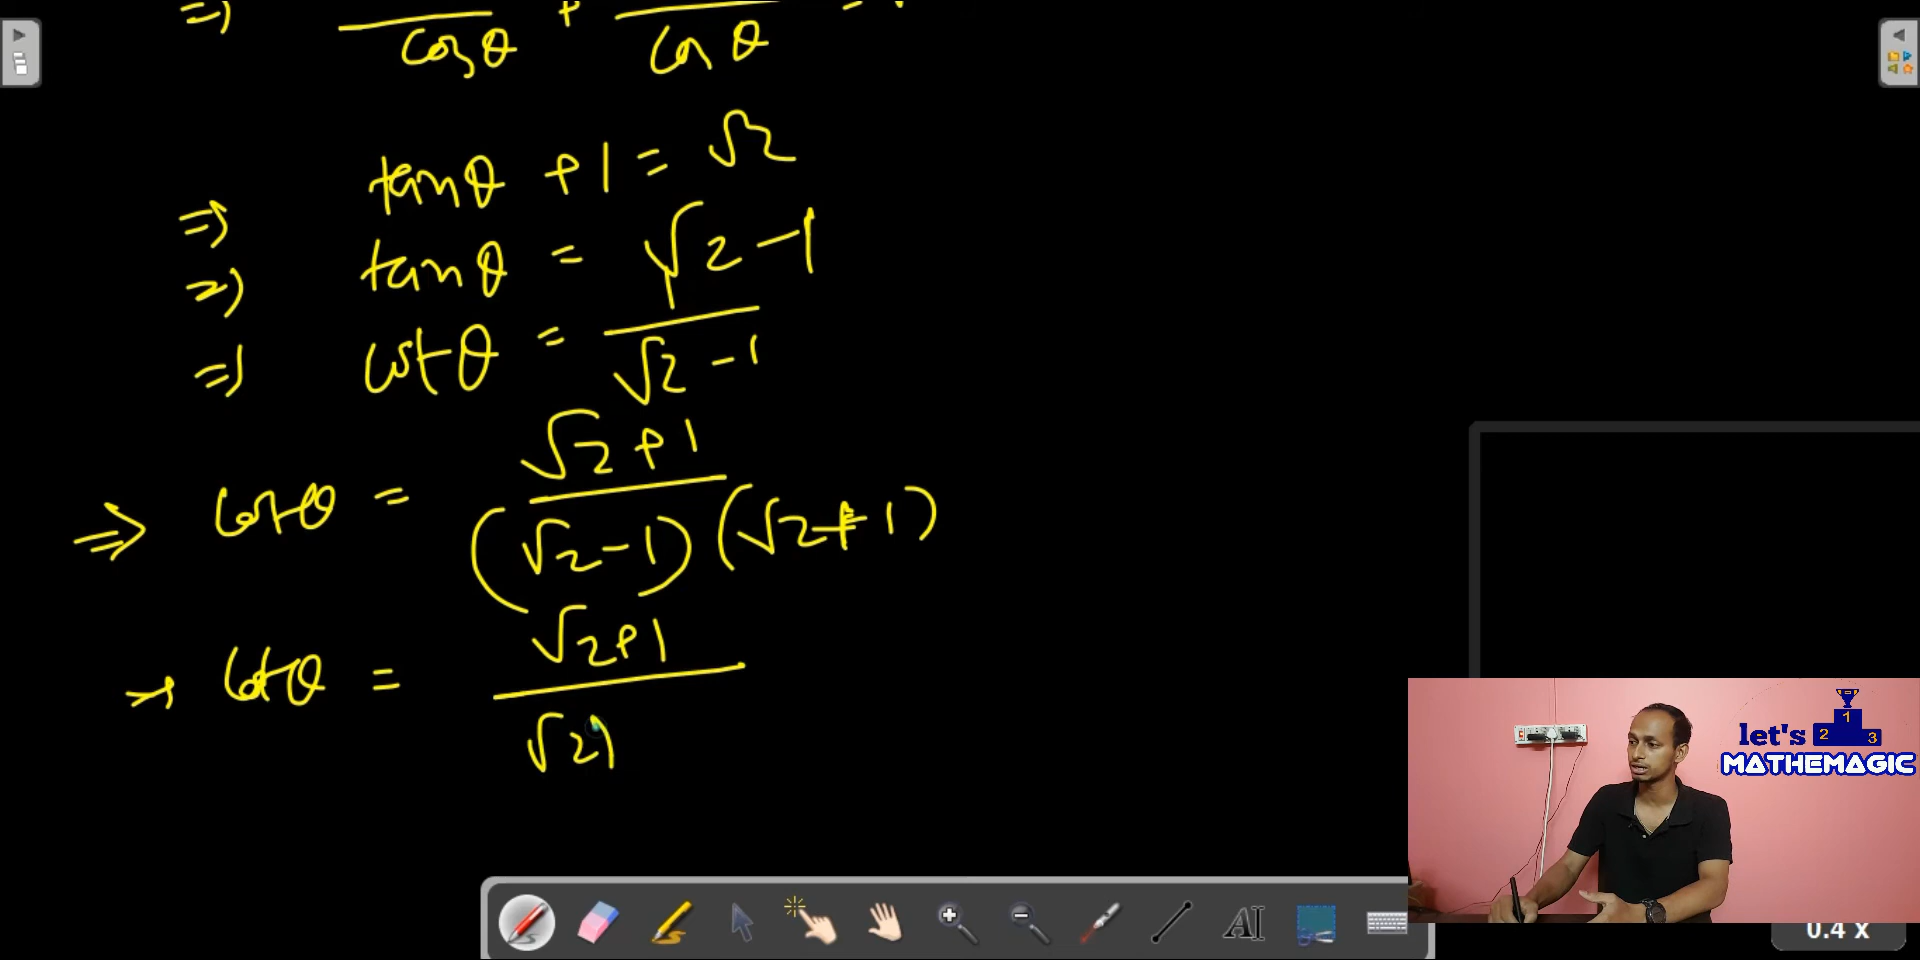 ⇒ — cosθ + — cosθ =
⇒ tanθ + 1 = √2
⇒ tanθ = √2 - 1
⇒ cotθ = 1/(√2 - 1)
⇒ cotθ = (√2 + 1)/((√2 - 1)(√2 + 1))
⇒ cotθ = (√2 + 1)/√2)
let's 2 1 3
MATHEMAGIC
AI
0.4 x